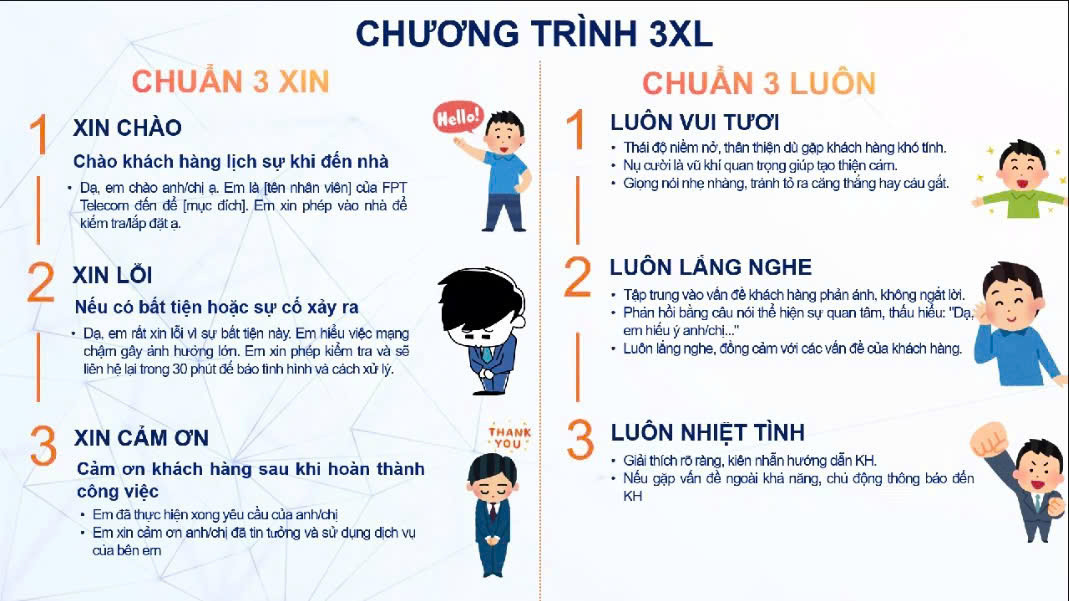 CHƯƠNG TRÌNH 3XL
CHUẨN 3 XIN
1
XIN CHÀO
Hello!
Chào khách hàng lịch sự khi đến nhà
• Dạ, em chào anh/chị ạ. Em là [tên nhân viên] của FPT
Telecom đến để [mục đích]. Em xin phép vào nhà để
kiểm tra/lắp đặt ạ.
2
XIN LỖI
Nếu có bất tiện hoặc sự cố xảy ra
• Dạ, em rất xin lỗi vì sự bất tiện này. Em hiểu việc mạng
chậm gây ảnh hưởng lớn. Em xin phép kiểm tra và sẽ
liên hệ lại trong 30 phút để báo tình hình và cách xử lý.
3
XIN CẢM ƠN
THANK
YOU
Cảm ơn khách hàng sau khi hoàn thành
công việc
• Em đã thực hiện xong yêu cầu của anh/chị
• Em xin cảm ơn anh/chị đã tin tưởng và sử dụng dịch vụ
của bên em
CHUẨN 3 LUÔN
1
LUÔN VUI TƯƠI
• Thái độ niềm nở, thân thiện dù gặp khách hàng khó tính.
• Nụ cười là vũ khí quan trọng giúp tạo thiện cảm.
• Giọng nói nhẹ nhàng, tránh tỏ ra căng thẳng hay cáu gắt.
2
LUÔN LẮNG NGHE
• Tập trung vào vấn đề khách hàng phản ánh, không ngắt lời.
• Phản hồi bằng câu nói thể hiện sự quan tâm, thấu hiểu: "Dạ,
em hiểu ý anh/chị..."
• Luôn lắng nghe, đồng cảm với các vấn đề của khách hàng.
3
LUÔN NHIỆT TÌNH
• Giải thích rõ ràng, kiên nhẫn hướng dẫn KH.
• Nếu gặp vấn đề ngoài khả năng, chủ động thông báo đến
KH